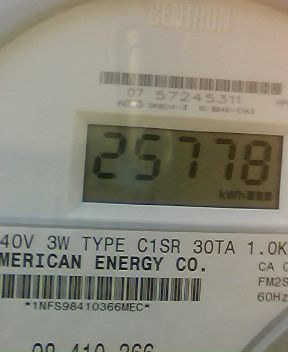 CENTRON
07 57245311
25778
kWh
40V 3W TYPE C1SR 30TA 1.0K
MERICAN ENERGY CO.
CA 0
FM2S
60Hz
*1NFS98410366MEC*
98 410 366